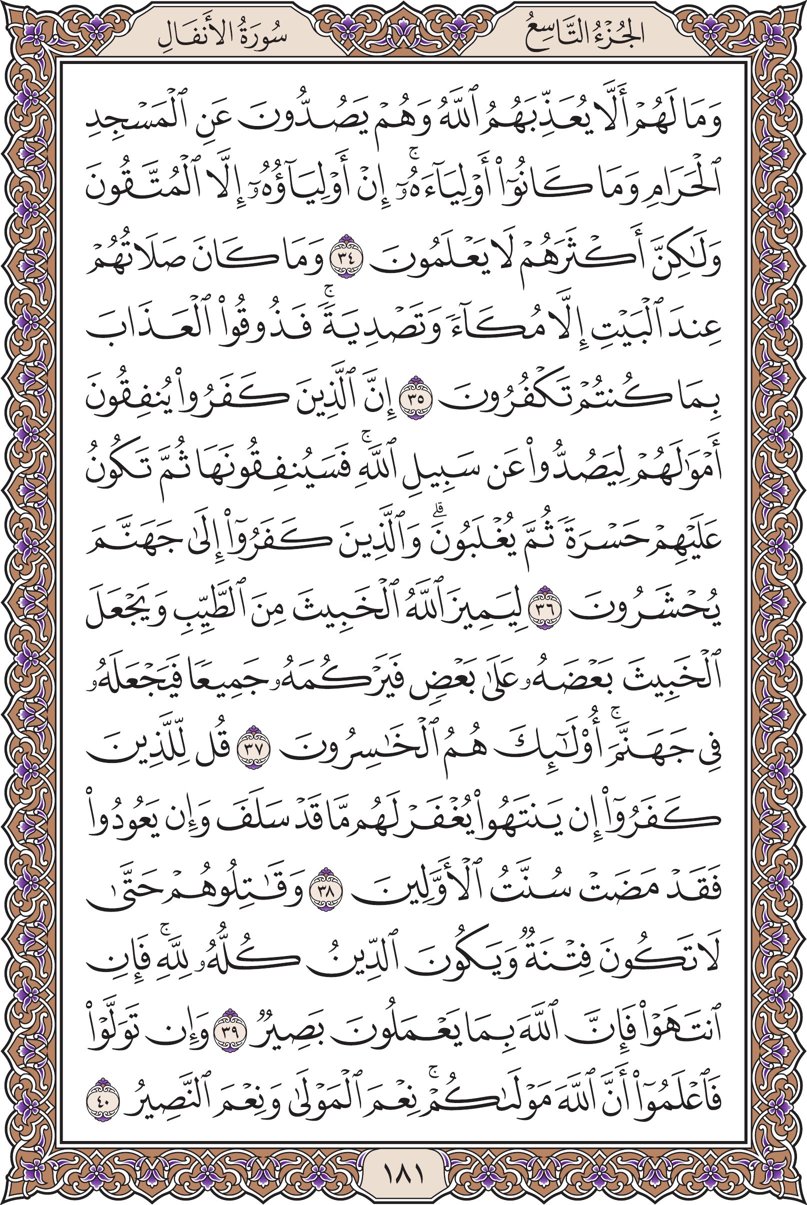 الجُزْءُ التَّاسِعُ
سُورَةُ الأَنفَالِ
وَمَا لَهُمْ أَلَّا يُعَذِّبَهُمُ ٱللَّهُ وَهُمْ يَصُدُّونَ عَنِ ٱلْمَسْجِدِ
ٱلْحَرَامِ وَمَا كَانُوٓا۟ أَوْلِيَآءَهُۥٓ ۚ إِنْ أَوْلِيَآؤُهُۥٓ إِلَّا ٱلْمُتَّقُونَ
وَلَٰكِنَّ أَكْثَرَهُمْ لَا يَعْلَمُونَ ٣٤ وَمَا كَانَ صَلَاتُهُمْ
عِندَ ٱلْبَيْتِ إِلَّا مُكَآءً وَتَصْدِيَةً ۚ فَذُوقُوا۟ ٱلْعَذَابَ
بِمَا كُنتُمْ تَكْفُرُونَ ٣٥ إِنَّ ٱلَّذِينَ كَفَرُوا۟ يُنفِقُونَ
أَمْوَٰلَهُمْ لِيَصُدُّوا۟ عَن سَبِيلِ ٱللَّهِ ۚ فَسَيُنفِقُونَهَا ثُمَّ تَكُونُ
عَلَيْهِمْ حَسْرَةً ثُمَّ يُغْلَبُونَ ۗ وَٱلَّذِينَ كَفَرُوٓا۟ إِلَىٰ جَهَنَّمَ
يُحْشَرُونَ ٣٦ لِيَمِيزَ ٱللَّهُ ٱلْخَبِيثَ مِنَ ٱلطَّيِّبِ وَيَجْعَلَ
ٱلْخَبِيثَ بَعْضَهُۥ عَلَىٰ بَعْضٍ فَيَرْكُمَهُۥ جَمِيعًا فَيَجْعَلَهُۥ
فِى جَهَنَّمَ ۚ أُو۟لَٰٓئِكَ هُمُ ٱلْخَٰسِرُونَ ٣٧ قُل لِّلَّذِينَ
كَفَرُوٓا۟ إِن يَنتَهُوا۟ يُغْفَرْ لَهُم مَّا قَدْ سَلَفَ وَإِن يَعُودُوا۟
فَقَدْ مَضَتْ سُنَّتُ ٱلْأَوَّلِينَ ٣٨ وَقَٰتِلُوهُمْ حَتَّىٰ
لَا تَكُونَ فِتْنَةٌ وَيَكُونَ ٱلدِّينُ كُلُّهُۥ لِلَّهِ ۚ فَإِنِ
ٱنتَهَوْا۟ فَإِنَّ ٱللَّهَ بِمَا يَعْمَلُونَ بَصِيرٌ ٣٩ وَإِن تَوَلَّوْا۟
فَٱعْلَمُوٓا۟ أَنَّ ٱللَّهَ مَوْلَىٰكُمْ ۚ نِعْمَ ٱلْمَوْلَىٰ وَنِعْمَ ٱلنَّصِيرُ ٤٠
١٨١